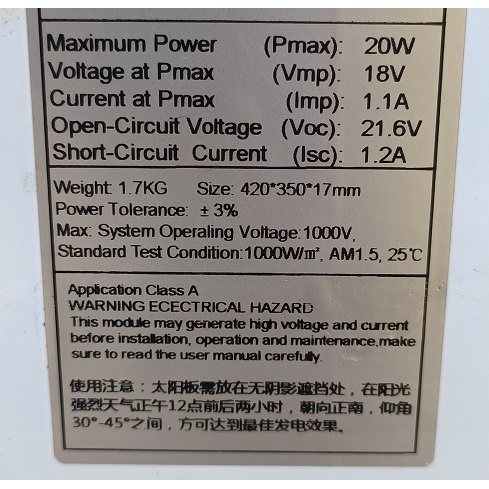 Maximum Power (Pmax): 20W
Voltage at Pmax (Vmp): 18V
Current at Pmax (Imp): 1.1A
Open-Circuit Voltage (Voc): 21.6V
Short-Circuit Current (Isc): 1.2A
Weight: 1.7KG Size: 420*350*17mm
Power Tolerance: ±3%
Max: System Operaling Voltage:1000V,
Standard Test Condition:1000W/㎡, AM1.5, 25℃
Application Class A
WARNING ECECTRICAL HAZARD
This module may generate high voltage and current
before installation, operation and maintenance,make
sure to read the user manual carefully.
使用注意：太阳板需放在无阴影遮挡处，在阳光
强烈天气正午12点前后两小时，朝向正南，仰角
30°-45°之间，方可达到最佳发电效果。